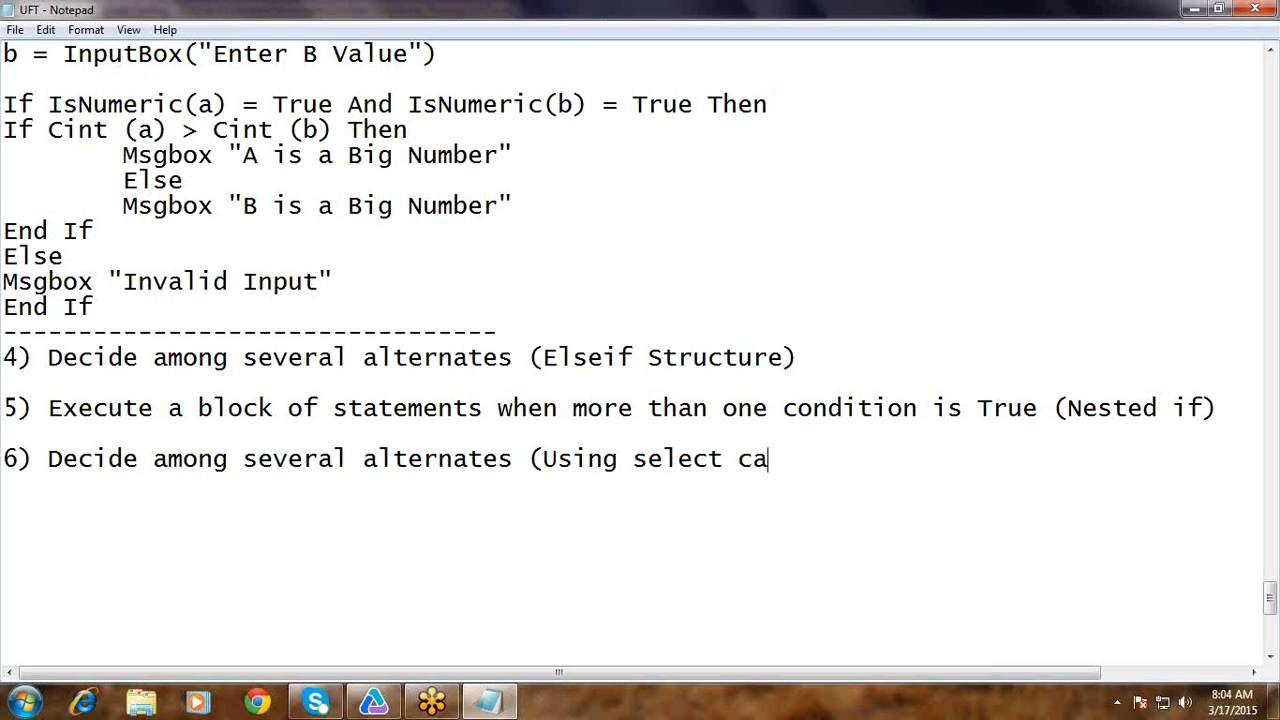 UFT - Notepad
File Edit Format View Help
b = InputBox("Enter B Value")
If IsNumeric(a) = True And IsNumeric(b) = True Then
If Cint (a) > Cint (b) Then
Msgbox "A is a Big Number"
Else
Msgbox "B is a Big Number"
End If
Else
Msgbox "Invalid Input"
End If
---------------------------------
4) Decide among several alternates (Elseif Structure)
5) Execute a block of statements when more than one condition is True (Nested if)
6) Decide among several alternates (Using select ca
8:04 AM
3/17/2015